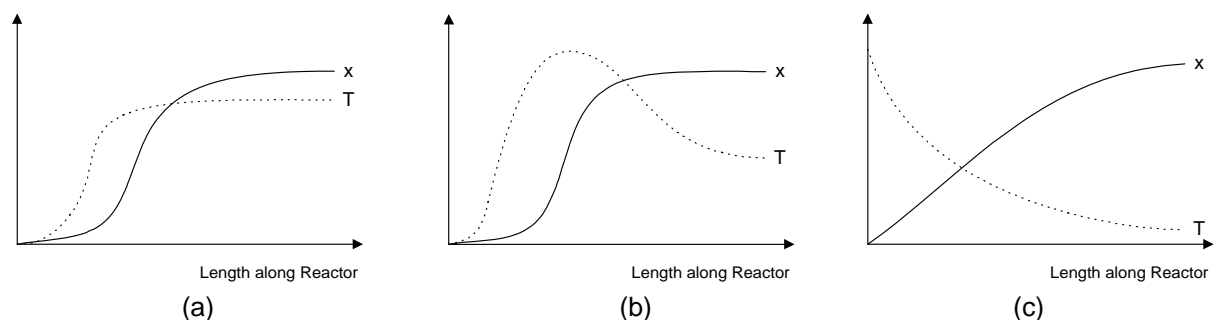 x
T
Length along Reactor
(a)
x
T
Length along Reactor
(b)
x
T
Length along Reactor
(c)